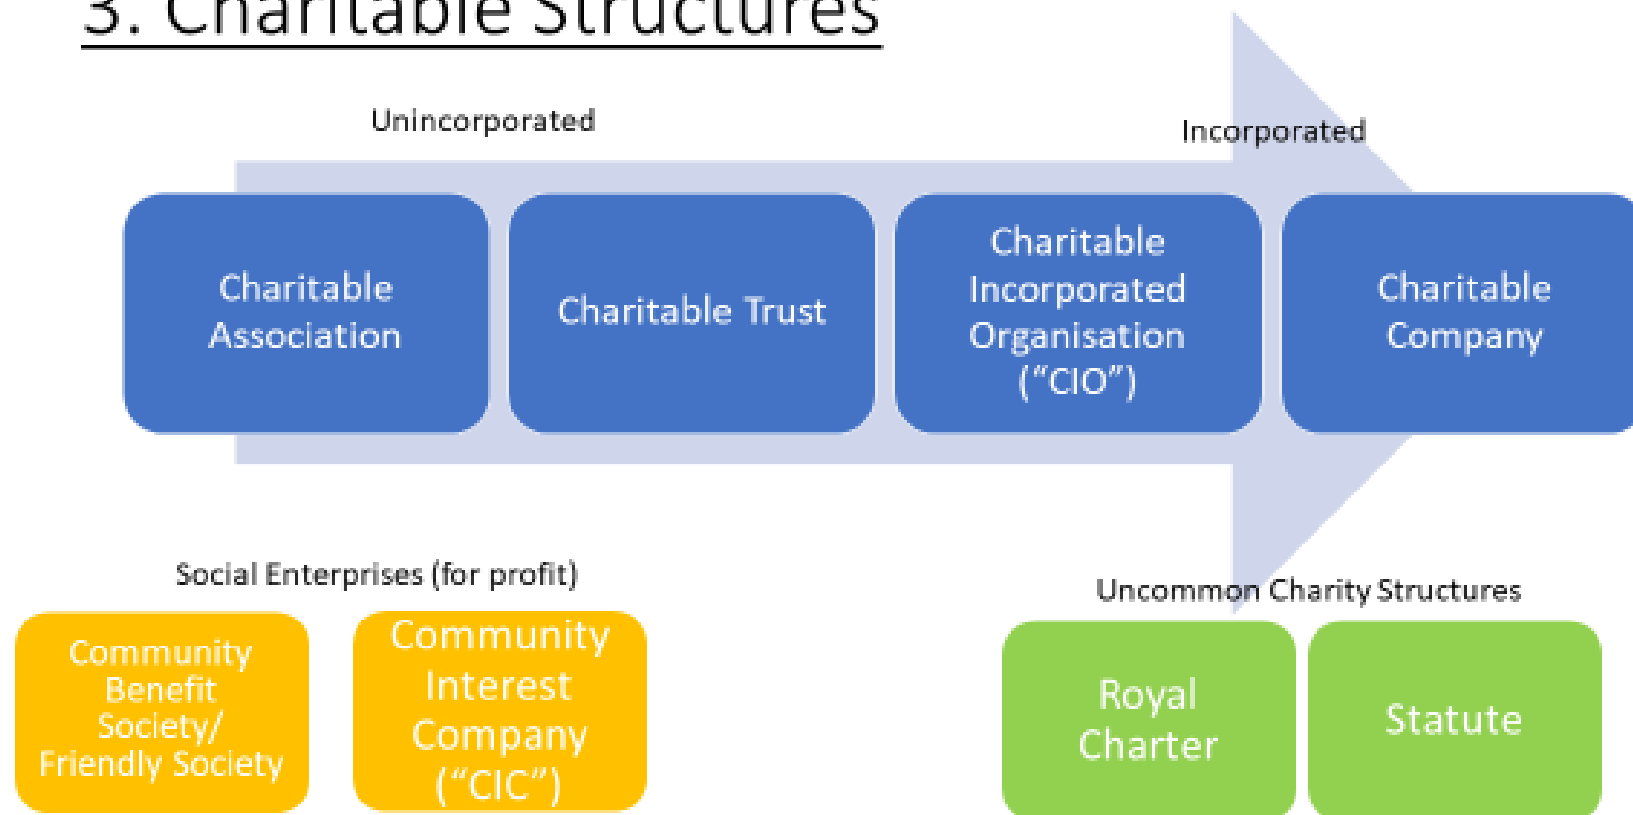 3. Charitable Structures
Unincorporated
Incorporated
Charitable
Association
Charitable Trust
Charitable
Incorporated
Organisation
(“CIO”)
Charitable
Company
Social Enterprises (for profit)
Community
Benefit
Society/
Friendly Society
Community
Interest
Company
(“CIC”)
Uncommon Charity Structures
Royal
Charter
Statute